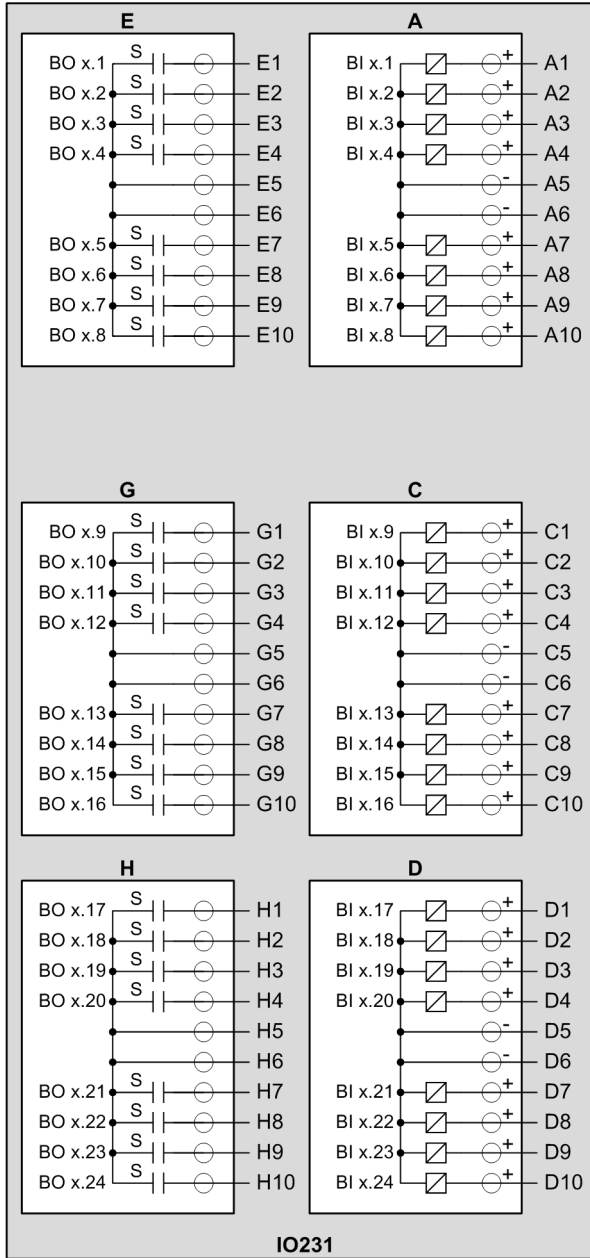 E
BO x.1 S E1
BO x.2 S E2
BO x.3 S E3
BO x.4 S E4
E5
E6
BO x.5 S E7
BO x.6 S E8
BO x.7 S E9
BO x.8 S E10
A
BI x.1 + A1
BI x.2 + A2
BI x.3 + A3
BI x.4 + A4
- A5
- A6
BI x.5 + A7
BI x.6 + A8
BI x.7 + A9
BI x.8 + A10
G
BO x.9 S G1
BO x.10 S G2
BO x.11 S G3
BO x.12 S G4
G5
G6
BO x.13 S G7
BO x.14 S G8
BO x.15 S G9
BO x.16 S G10
C
BI x.9 + C1
BI x.10 + C2
BI x.11 + C3
BI x.12 + C4
- C5
- C6
BI x.13 + C7
BI x.14 + C8
BI x.15 + C9
BI x.16 + C10
H
BO x.17 S H1
BO x.18 S H2
BO x.19 S H3
BO x.20 S H4
H5
H6
BO x.21 S H7
BO x.22 S H8
BO x.23 S H9
BO x.24 S H10
D
BI x.17 + D1
BI x.18 + D2
BI x.19 + D3
BI x.20 + D4
- D5
- D6
BI x.21 + D7
BI x.22 + D8
BI x.23 + D9
BI x.24 + D10
IO231